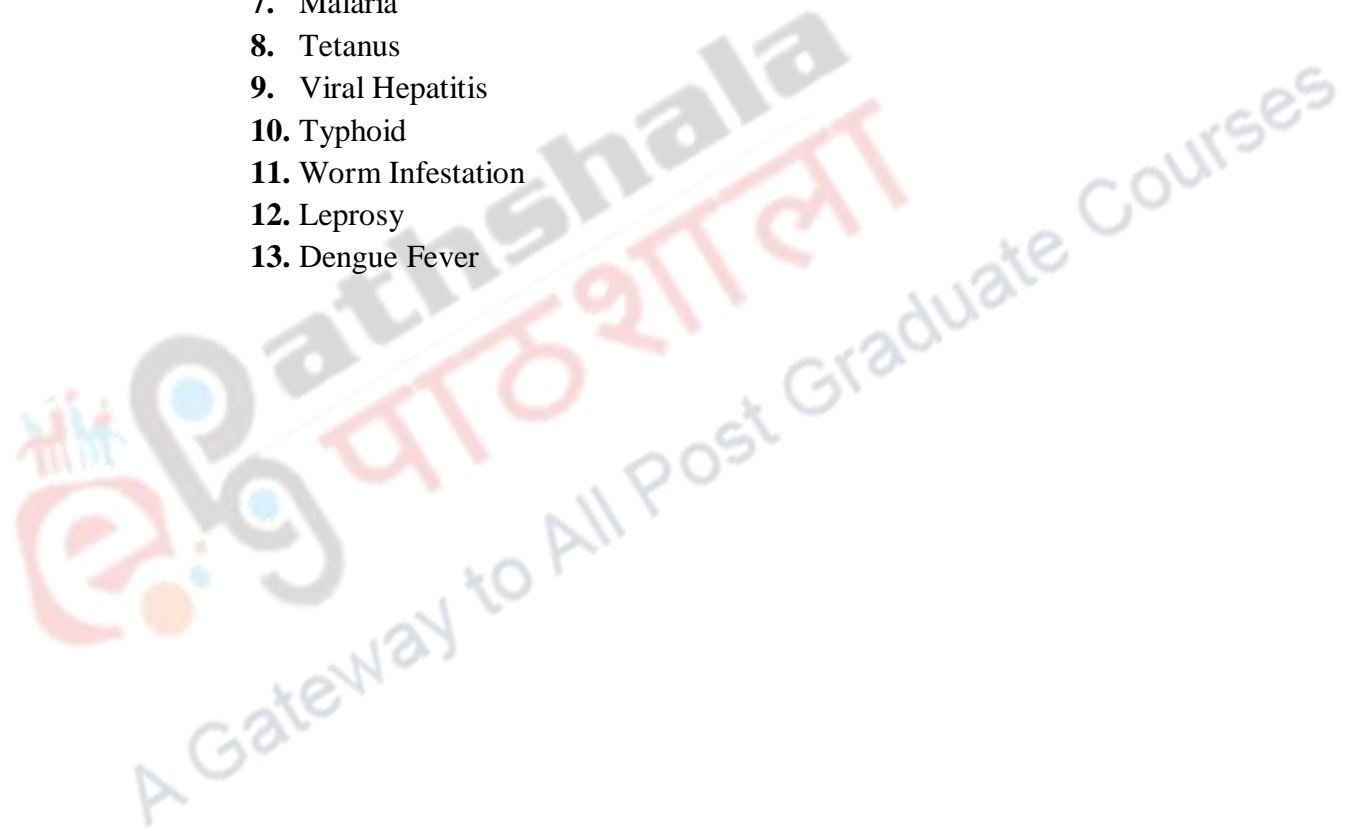 7. Malaria
8. Tetanus
9. Viral Hepatitis
10. Typhoid
11. Worm Infestation
12. Leprosy
13. Dengue Fever
e Pathshala
पाठशाला
A Gateway to All Post Graduate Courses